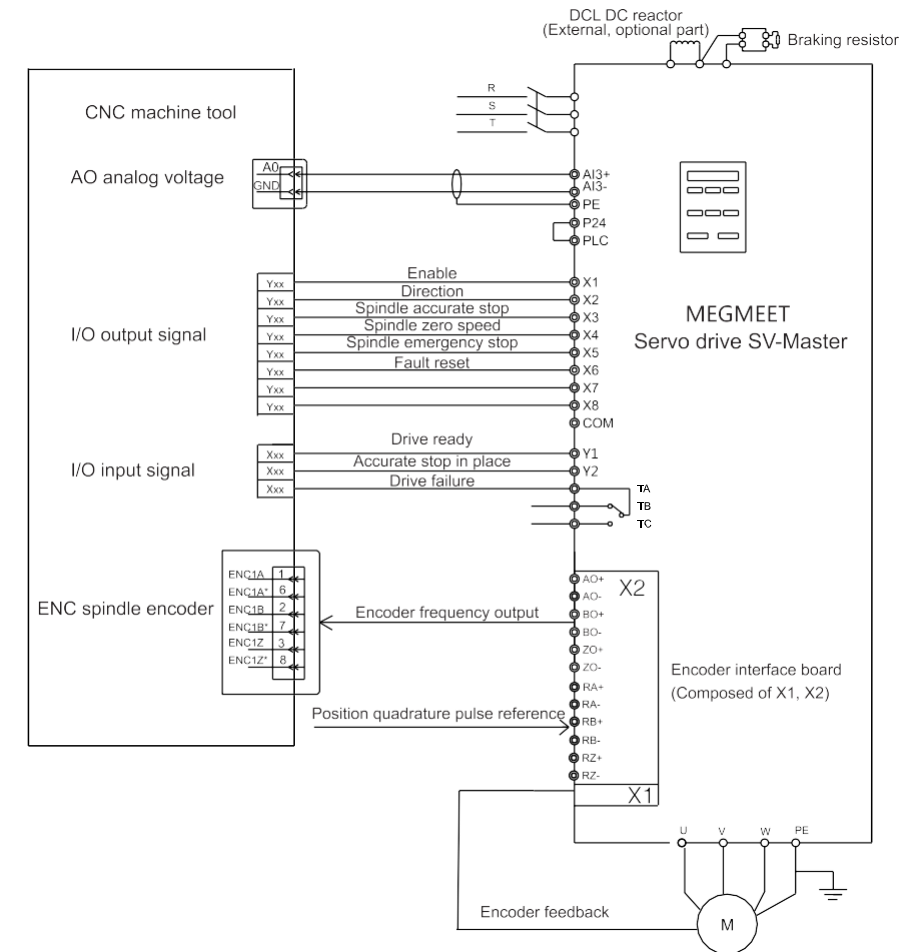 DCL DC reactor
(External, optional part)
Braking resistor
R
S
T
CNC machine tool
AO analog voltage
A0
GND
AI3+
AI3-
PE
P24
PLC
I/O output signal
Yxx
Yxx
Yxx
Yxx
Yxx
Yxx
Yxx
Yxx
Enable
Direction
Spindle accurate stop
Spindle zero speed
Spindle emergency stop
Fault reset
X1
X2
X3
X4
X5
X6
X7
X8
COM
MEGMEET
Servo drive SV-Master
I/O input signal
Xxx
Xxx
Xxx
Drive ready
Accurate stop in place
Drive failure
Y1
Y2
TA
TB
TC
ENC spindle encoder
ENC1A 1
ENC1A* 6
ENC1B 2
ENC1B* 7
ENC1Z 3
ENC1Z* 8
Encoder frequency output
Position quadrature pulse reference
AO+
AO-
BO+
BO-
ZO+
ZO-
RA+
RA-
RB+
RB-
RZ+
RZ-
X2
X1
Encoder interface board
(Composed of X1, X2)
U
V
W
PE
Encoder feedback
M